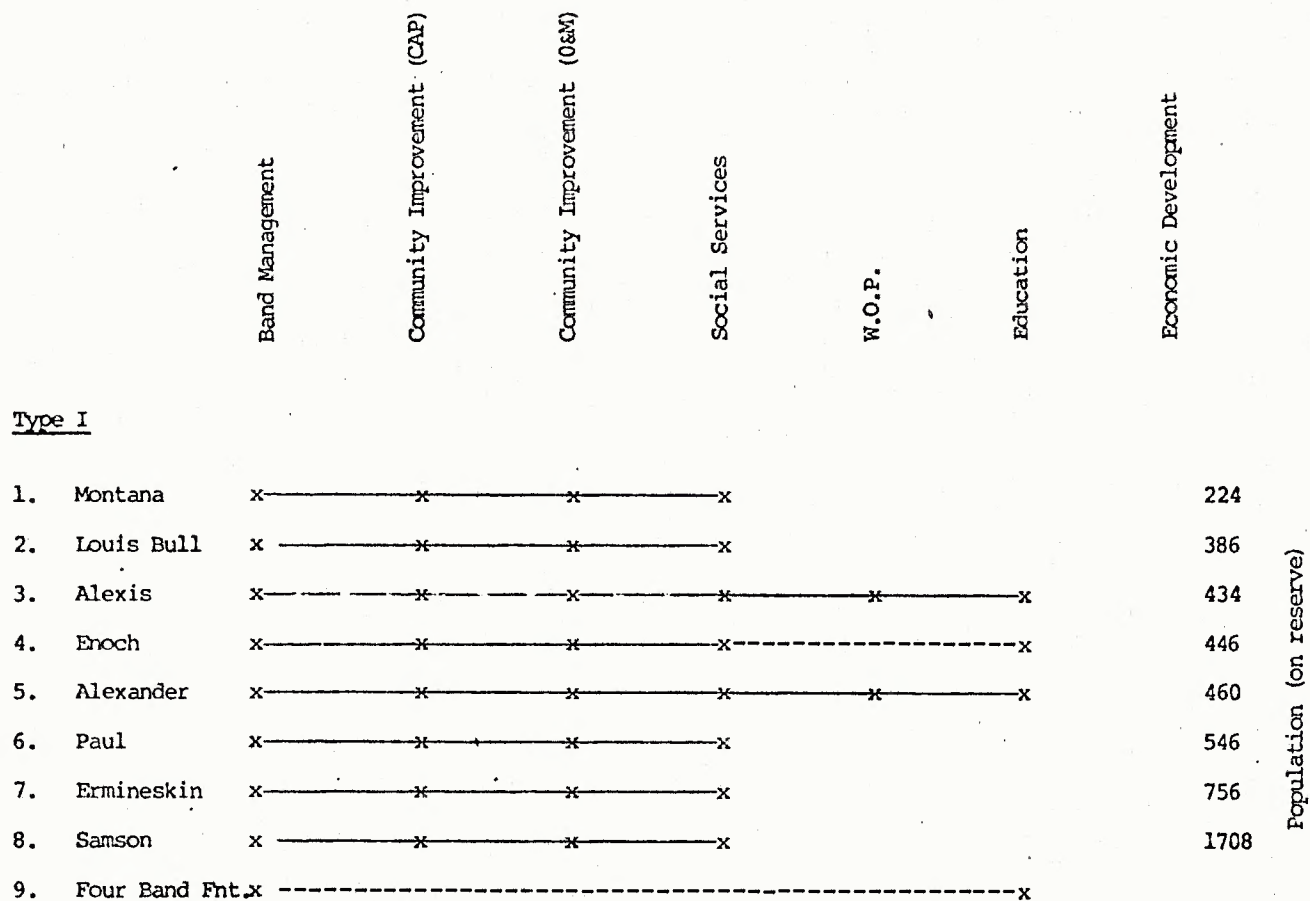 Band Management
Community Improvement (CAP)
Community Improvement (O&M)
Social Services
W.O.P.
Education
Economic Development
Type I
1. Montana x x x x 224
2. Louis Bull x x x x 386
3. Alexis x x x x x x 434
4. Enoch x x x x x 446
5. Alexander x x x x x x 460
6. Paul x x x x 546
7. Ermineskin x x x x 756
8. Samson x x x x 1708
9. Four Band Fnt. x x
Population (on reserve)